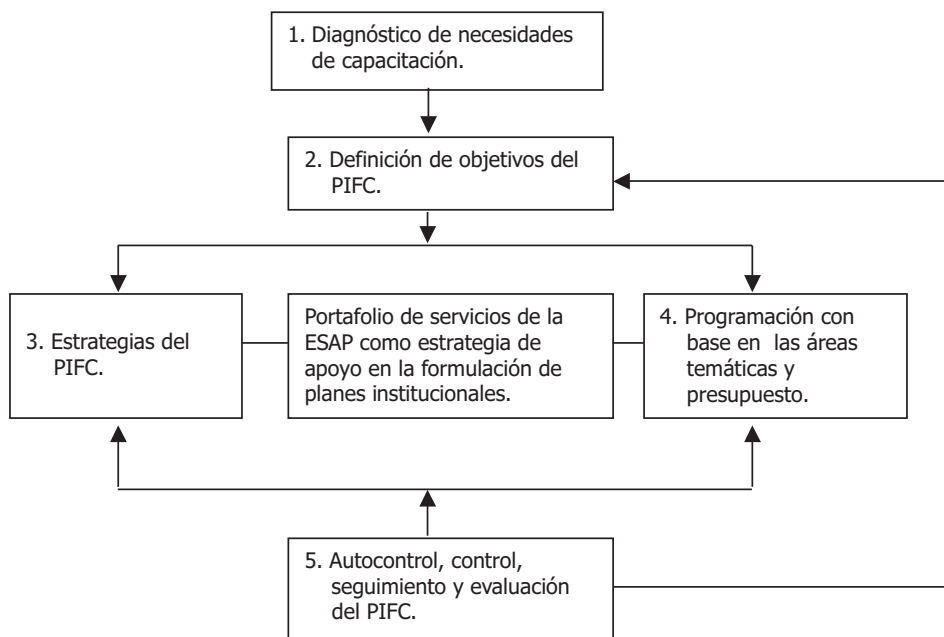 1. Diagnóstico de necesidades
de capacitación.
2. Definición de objetivos del
PIFC.
3. Estrategias del
PIFC.
Portafolio de servicios de la
ESAP como estrategia de
apoyo en la formulación de
planes institucionales.
4. Programación con
base en las áreas
temáticas y
presupuesto.
5. Autocontrol, control,
seguimiento y evaluación
del PIFC.